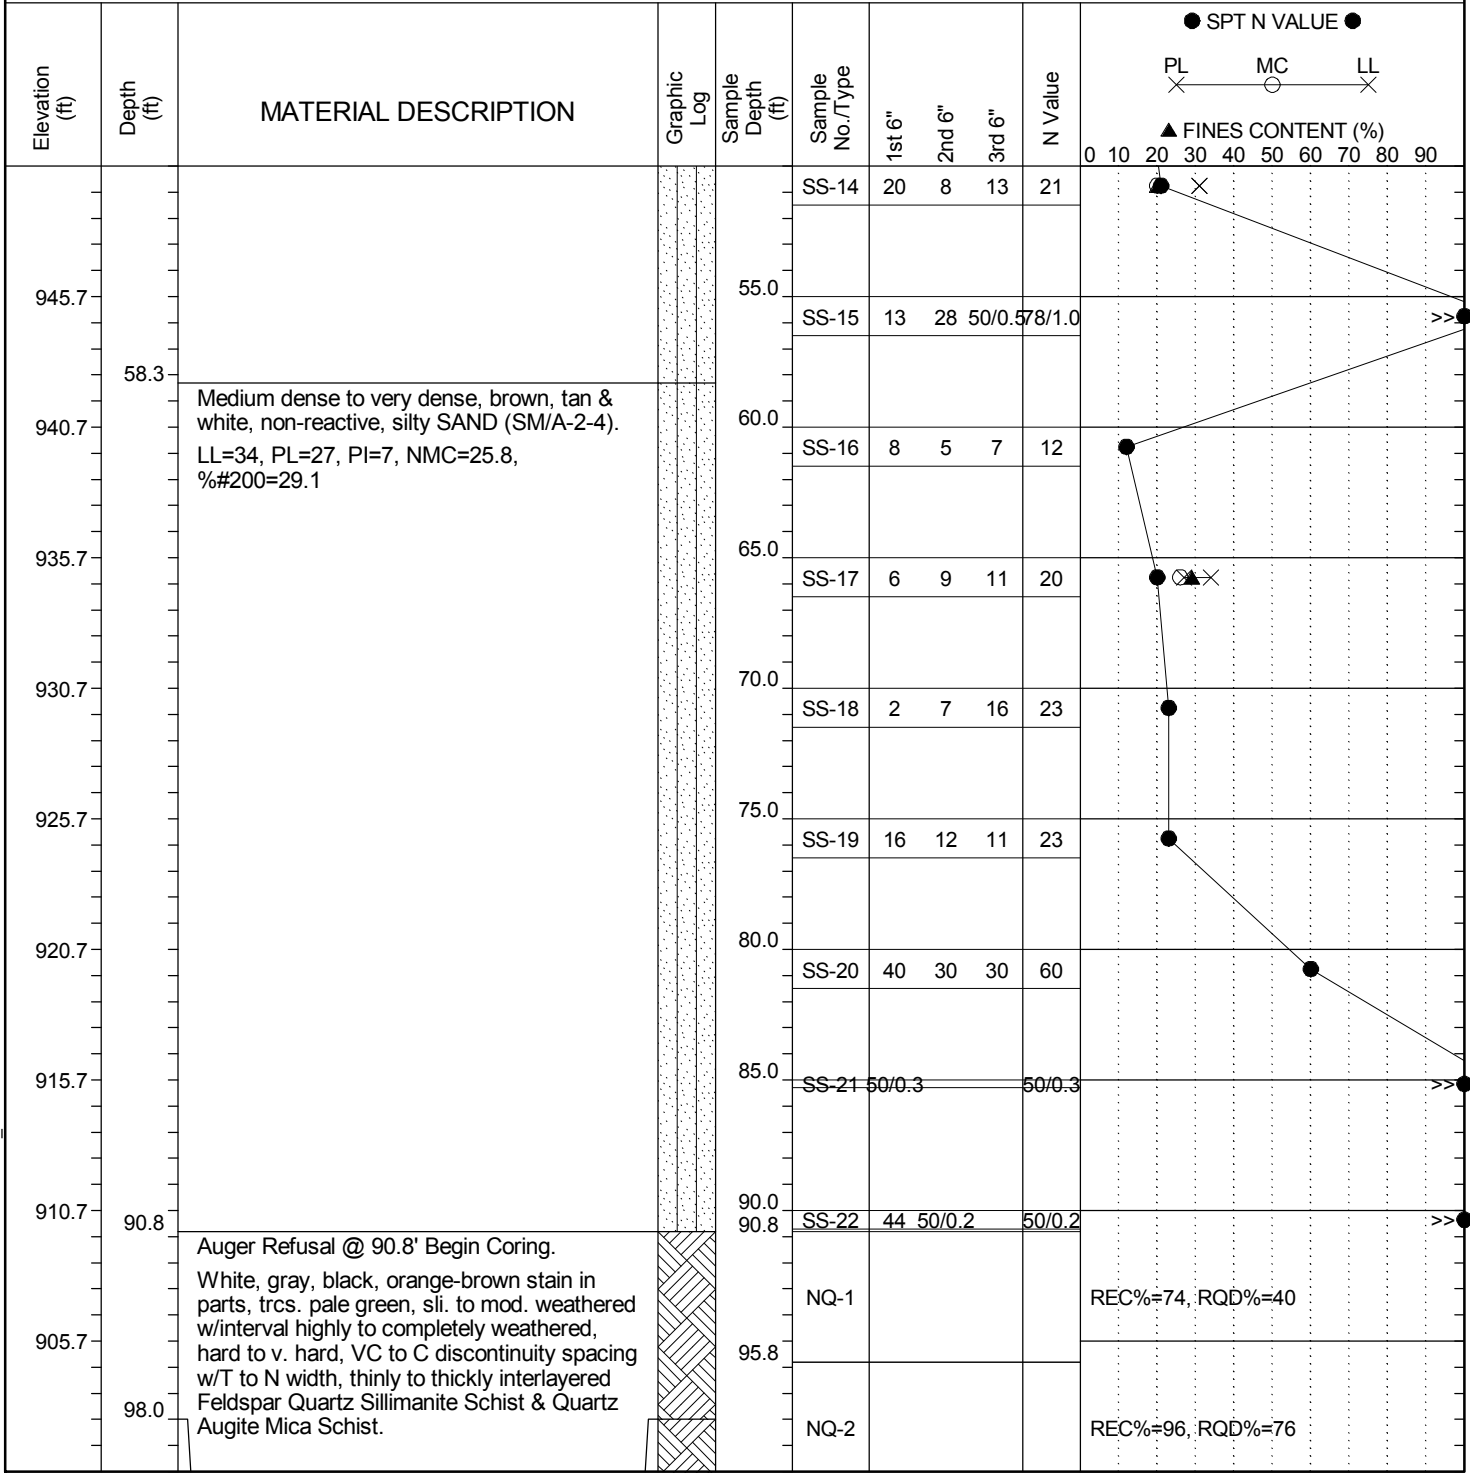 ● SPT N VALUE ●
PL MC LL
▲ FINES CONTENT (%)
0 10 20 30 40 50 60 70 80 90
Elevation (ft)
Depth (ft)
MATERIAL DESCRIPTION
Graphic Log
Sample Depth (ft)
Sample No./Type
1st 6"
2nd 6"
3rd 6"
N Value
SS-14 20 8 13 21
945.7 55.0
SS-15 13 28 50/0.5 78/1.0 >>
58.3
Medium dense to very dense, brown, tan &
white, non-reactive, silty SAND (SM/A-2-4).
940.7 60.0
SS-16 8 5 7 12
LL=34, PL=27, PI=7, NMC=25.8,
%#200=29.1
935.7 65.0
SS-17 6 9 11 20
930.7 70.0
SS-18 2 7 16 23
925.7 75.0
SS-19 16 12 11 23
920.7 80.0
SS-20 40 30 30 60
915.7 85.0
SS-21 50/0.3 50/0.3 >>
910.7 90.0
90.8 90.8
SS-22 44 50/0.2 50/0.2 >>
Auger Refusal @ 90.8' Begin Coring.
White, gray, black, orange-brown stain in
parts, trcs. pale green, sli. to mod. weathered
w/interval highly to completely weathered,
hard to v. hard, VC to C discontinuity spacing
w/T to N width, thinly to thickly interlayered
Feldspar Quartz Sillimanite Schist & Quartz
Augite Mica Schist.
NQ-1 REC%=74, RQD%=40
905.7 95.8
98.0
NQ-2 REC%=96, RQD%=76